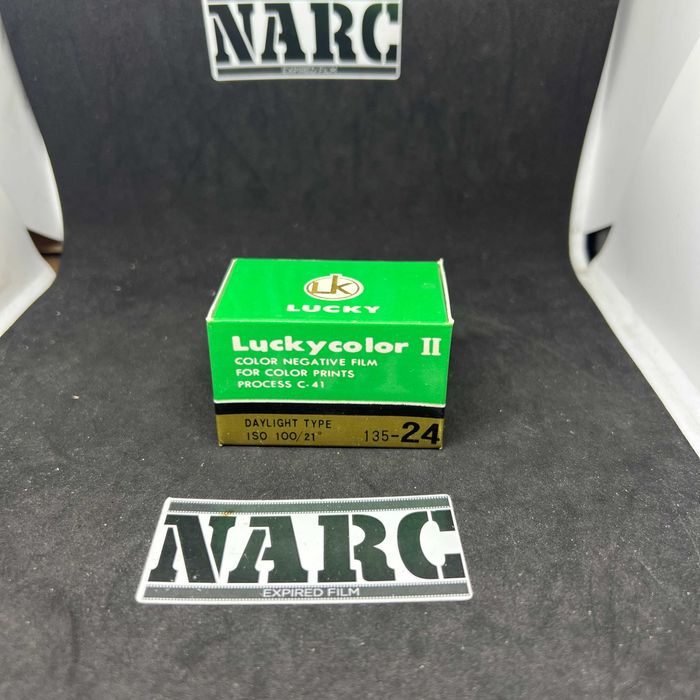 NARC
EXPIRED FILM
LK
LUCKY
Luckycolor II
COLOR NEGATIVE FILM
FOR COLOR PRINTS
PROCESS C-41
DAYLIGHT TYPE
ISO 100/21°
135-24
NARC
EXPIRED FILM